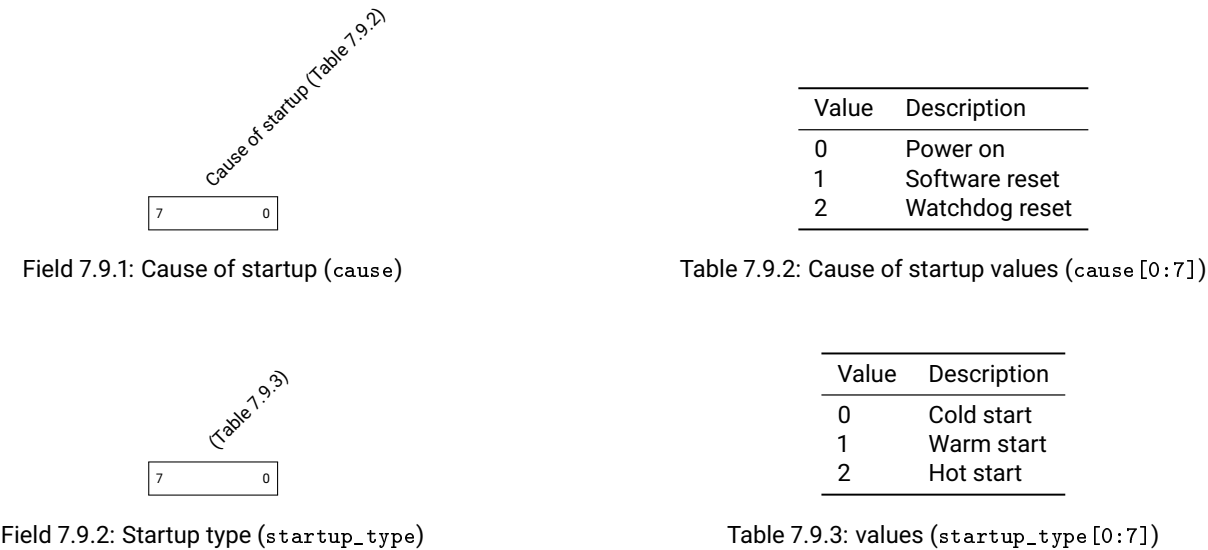 Cause of startup (Table 7.9.2)
7 0
Field 7.9.1: Cause of startup (cause)
Value Description
0 Power on
1 Software reset
2 Watchdog reset
Table 7.9.2: Cause of startup values (cause[0:7])
(Table 7.9.3)
7 0
Field 7.9.2: Startup type (startup_type)
Value Description
0 Cold start
1 Warm start
2 Hot start
Table 7.9.3: values (startup_type[0:7])